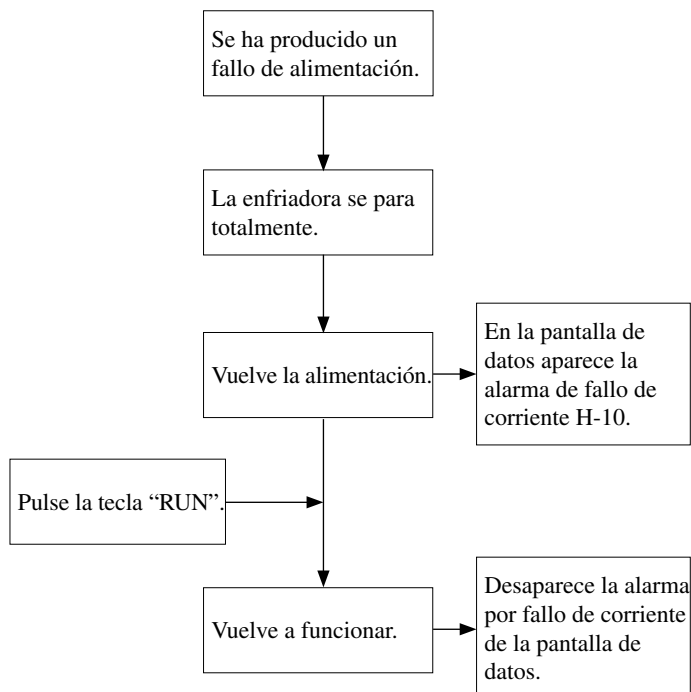 Se ha producido un
fallo de alimentación.
La enfriadora se para
totalmente.
Vuelve la alimentación.
En la pantalla de
datos aparece la
alarma de fallo de
corriente H-10.
Pulse la tecla “RUN”.
Vuelve a funcionar.
Desaparece la alarma
por fallo de corriente
de la pantalla de
datos.